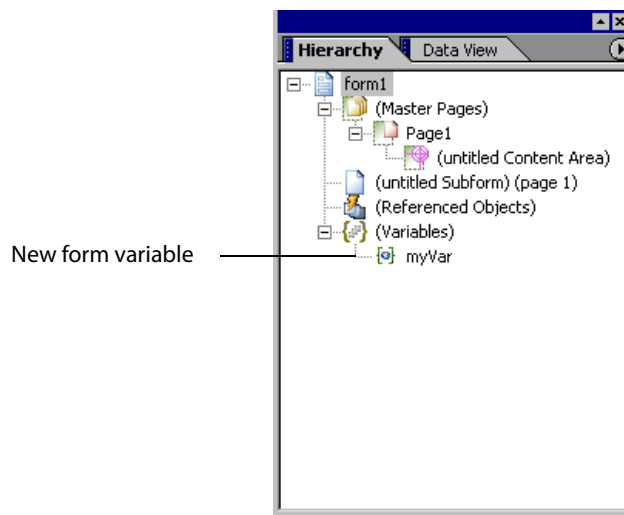 Hierarchy Data View
form1
(Master Pages)
Page1
(untitled Content Area)
(untitled Subform) (page 1)
(Referenced Objects)
(Variables)
New form variable
myVar